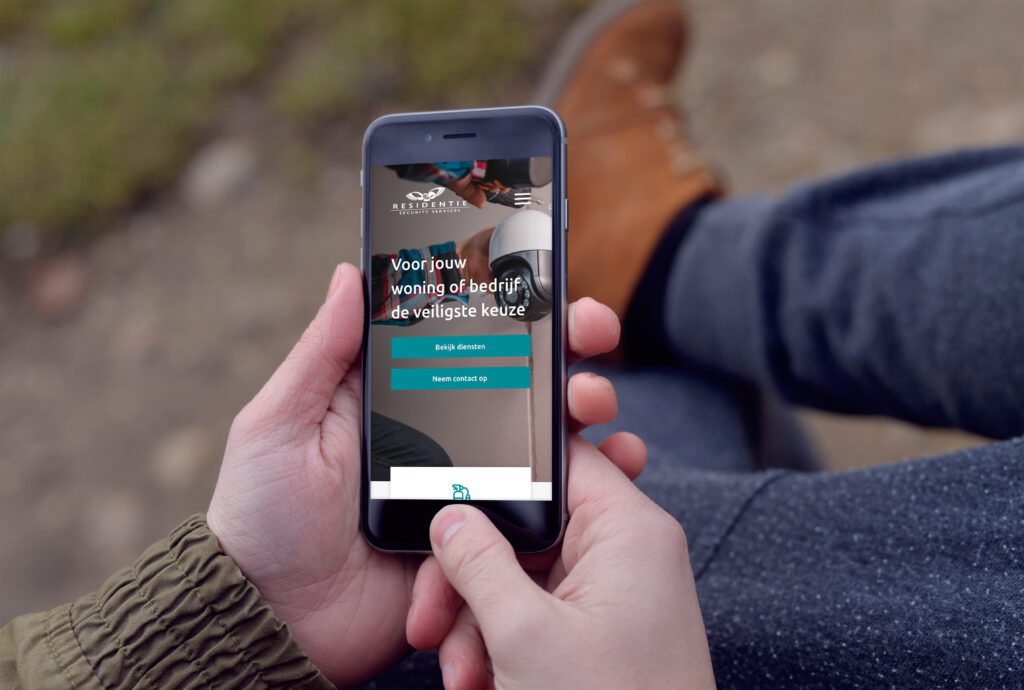 RESIDENTIE
SECURITY SERVICES
Voor jouw
woning of bedrijf
de veiligste keuze
Bekijk diensten
Neem contact op